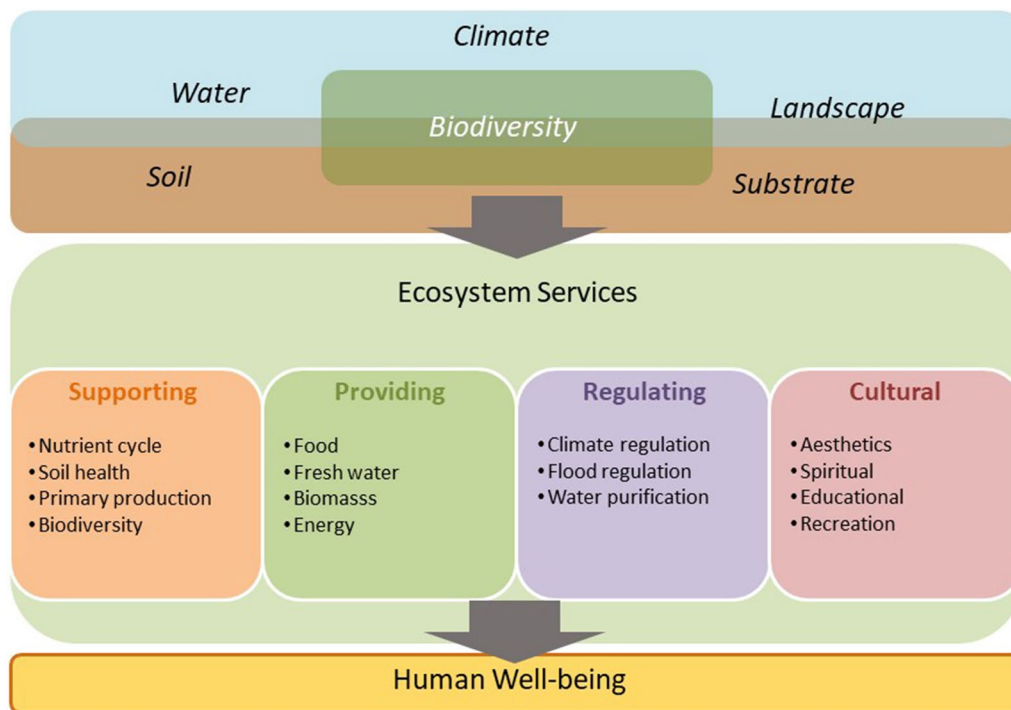 Climate
Water
Landscape
Biodiversity
Soil
Substrate
Ecosystem Services
Supporting
• Nutrient cycle
• Soil health
• Primary production
• Biodiversity
Providing
• Food
• Fresh water
• Biomasss
• Energy
Regulating
• Climate regulation
• Flood regulation
• Water purification
Cultural
• Aesthetics
• Spiritual
• Educational
• Recreation
Human Well-being